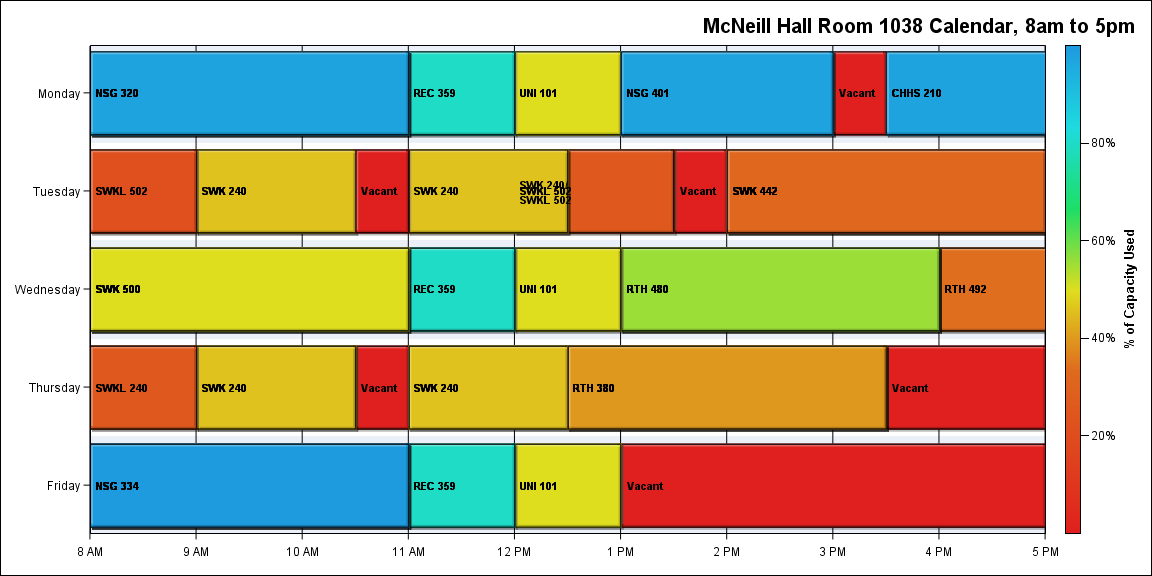 McNeill Hall Room 1038 Calendar, 8am to 5pm
Monday
NSG 320
REC 359
UNI 101
NSG 401
Vacant
CHHS 210
Tuesday
SWKL 502
SWK 240
Vacant
SWK 240
SWK 240/
SWKL 502
SWKL 502
Vacant
SWK 442
Wednesday
SWK 500
REC 359
UNI 101
RTH 480
RTH 492
Thursday
SWKL 240
SWK 240
Vacant
SWK 240
RTH 380
Vacant
Friday
NSG 334
REC 359
UNI 101
Vacant
8 AM
9 AM
10 AM
11 AM
12 PM
1 PM
2 PM
3 PM
4 PM
5 PM
80%
60%
40%
20%
% of Capacity Used